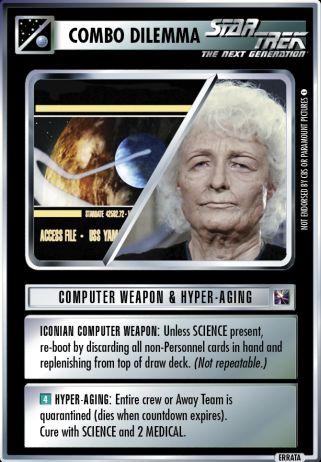 COMBO DILEMMA
STAR TREK
THE NEXT GENERATION
STARDATE 42592.72 -
ACCESS FILE - USS YAM
NOT ENDORSED BY CBS OR PARAMOUNT PICTURES
COMPUTER WEAPON & HYPER-AGING
ICONIAN COMPUTER WEAPON: Unless SCIENCE present,
re-boot by discarding all non-Personnel cards in hand and
replenishing from top of draw deck. (Not repeatable.)
4 HYPER-AGING: Entire crew or Away Team is
quarantined (dies when countdown expires).
Cure with SCIENCE and 2 MEDICAL.
ERRATA